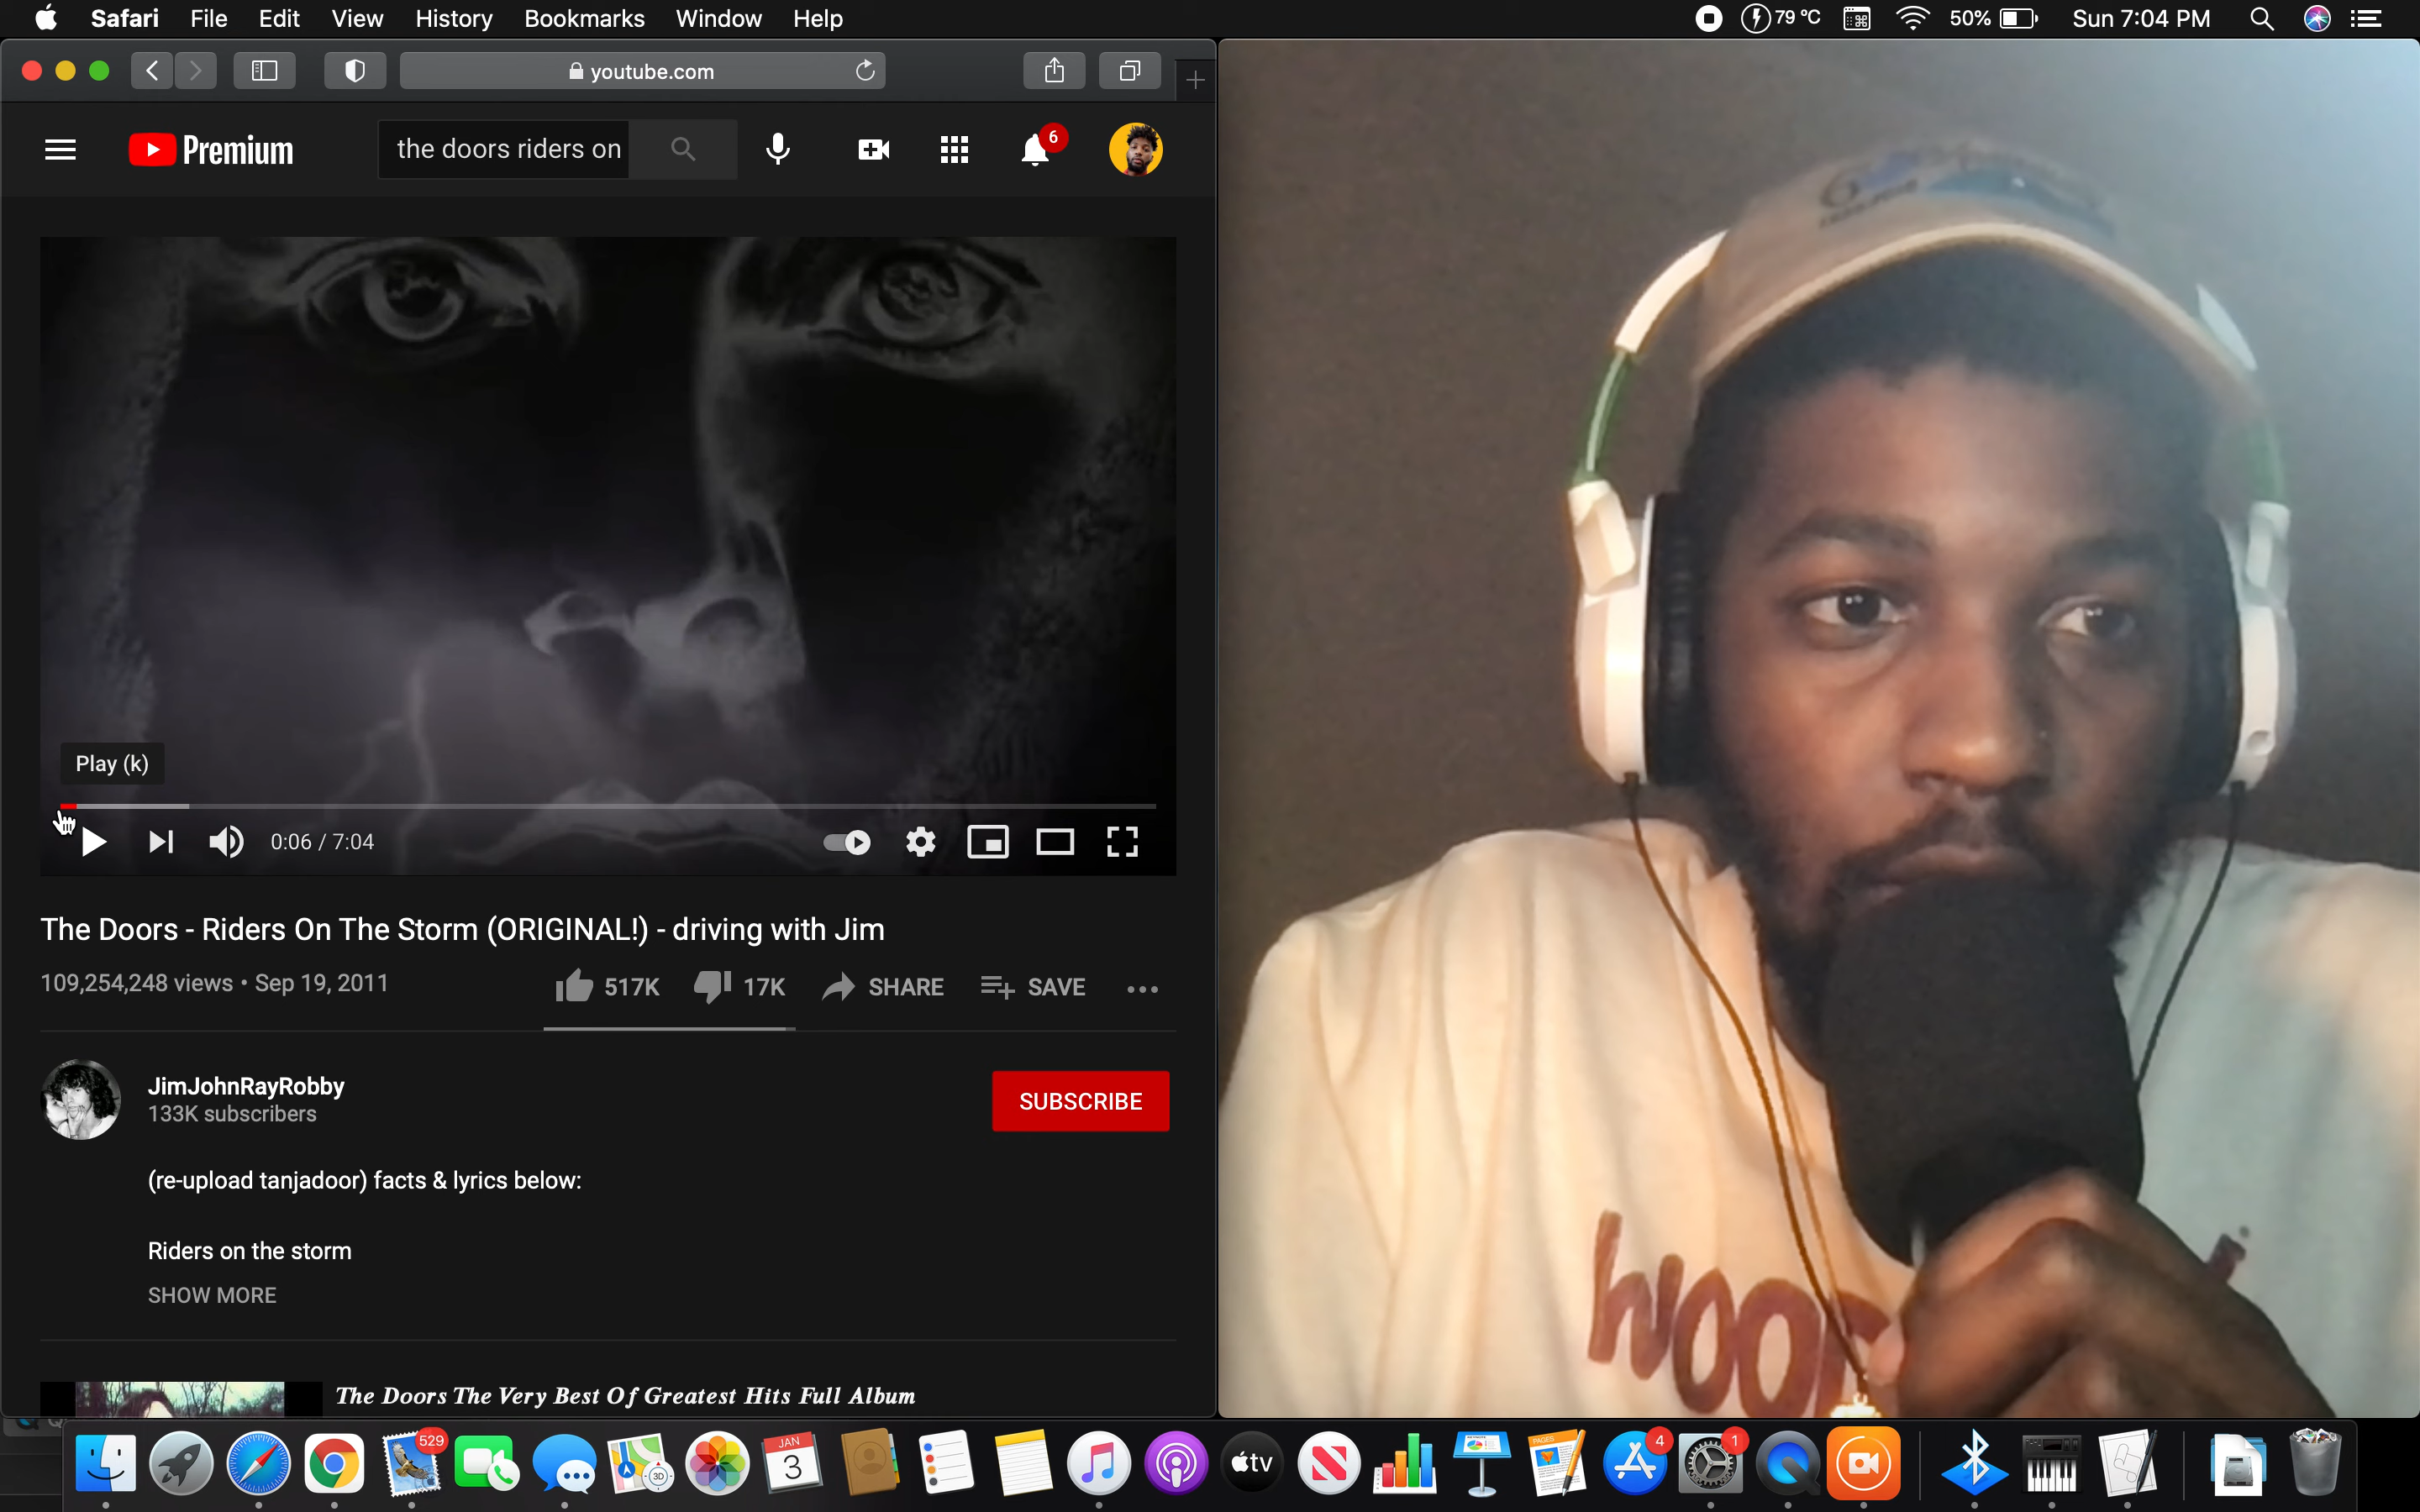 Safari File Edit View History Bookmarks Window Help 79 °C 50% Sun 7:04 PM
youtube.com
Premium the doors riders on 6
Play (k)
0:06 / 7:04
The Doors - Riders On The Storm (ORIGINAL!) - driving with Jim
109,254,248 views • Sep 19, 2011 517K 17K SHARE SAVE
JimJohnRayRobby
133K subscribers
SUBSCRIBE
(re-upload tanjadoor) facts & lyrics below:
Riders on the storm
SHOW MORE
The Doors The Very Best Of Greatest Hits Full Album
529 3D JAN 3 tv PAGES 4 1